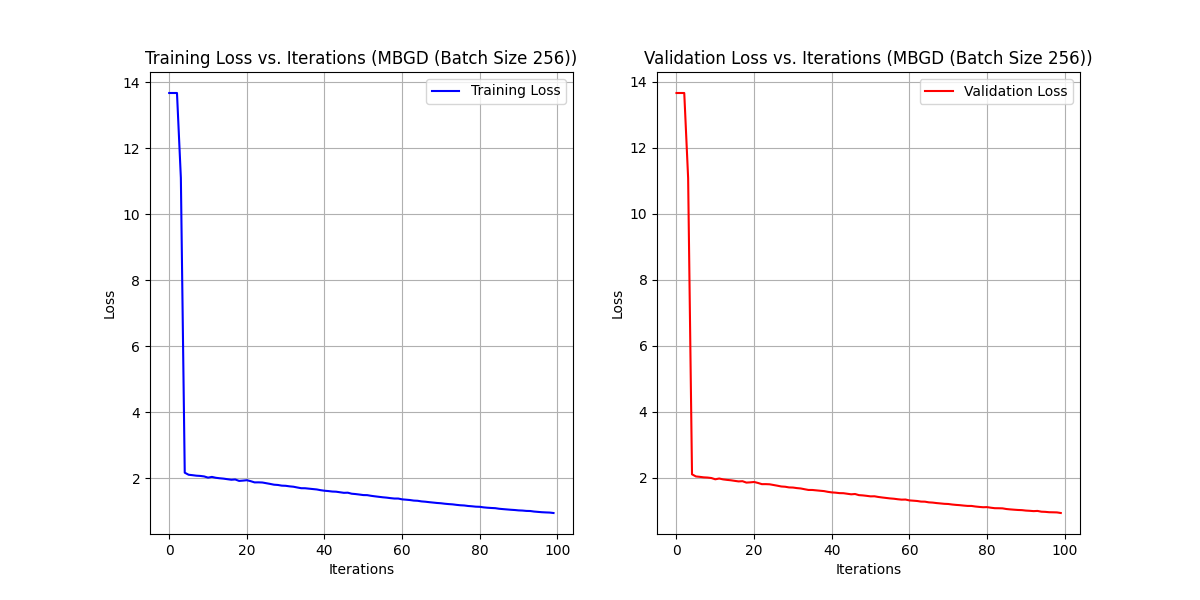 Training Loss vs. Iterations (MBGD (Batch Size 256))
Training Loss
14
12
10
8
6
4
2
Loss
0 20 40 60 80 100
Iterations
Validation Loss vs. Iterations (MBGD (Batch Size 256))
Validation Loss
14
12
10
8
6
4
2
Loss
0 20 40 60 80 100
Iterations